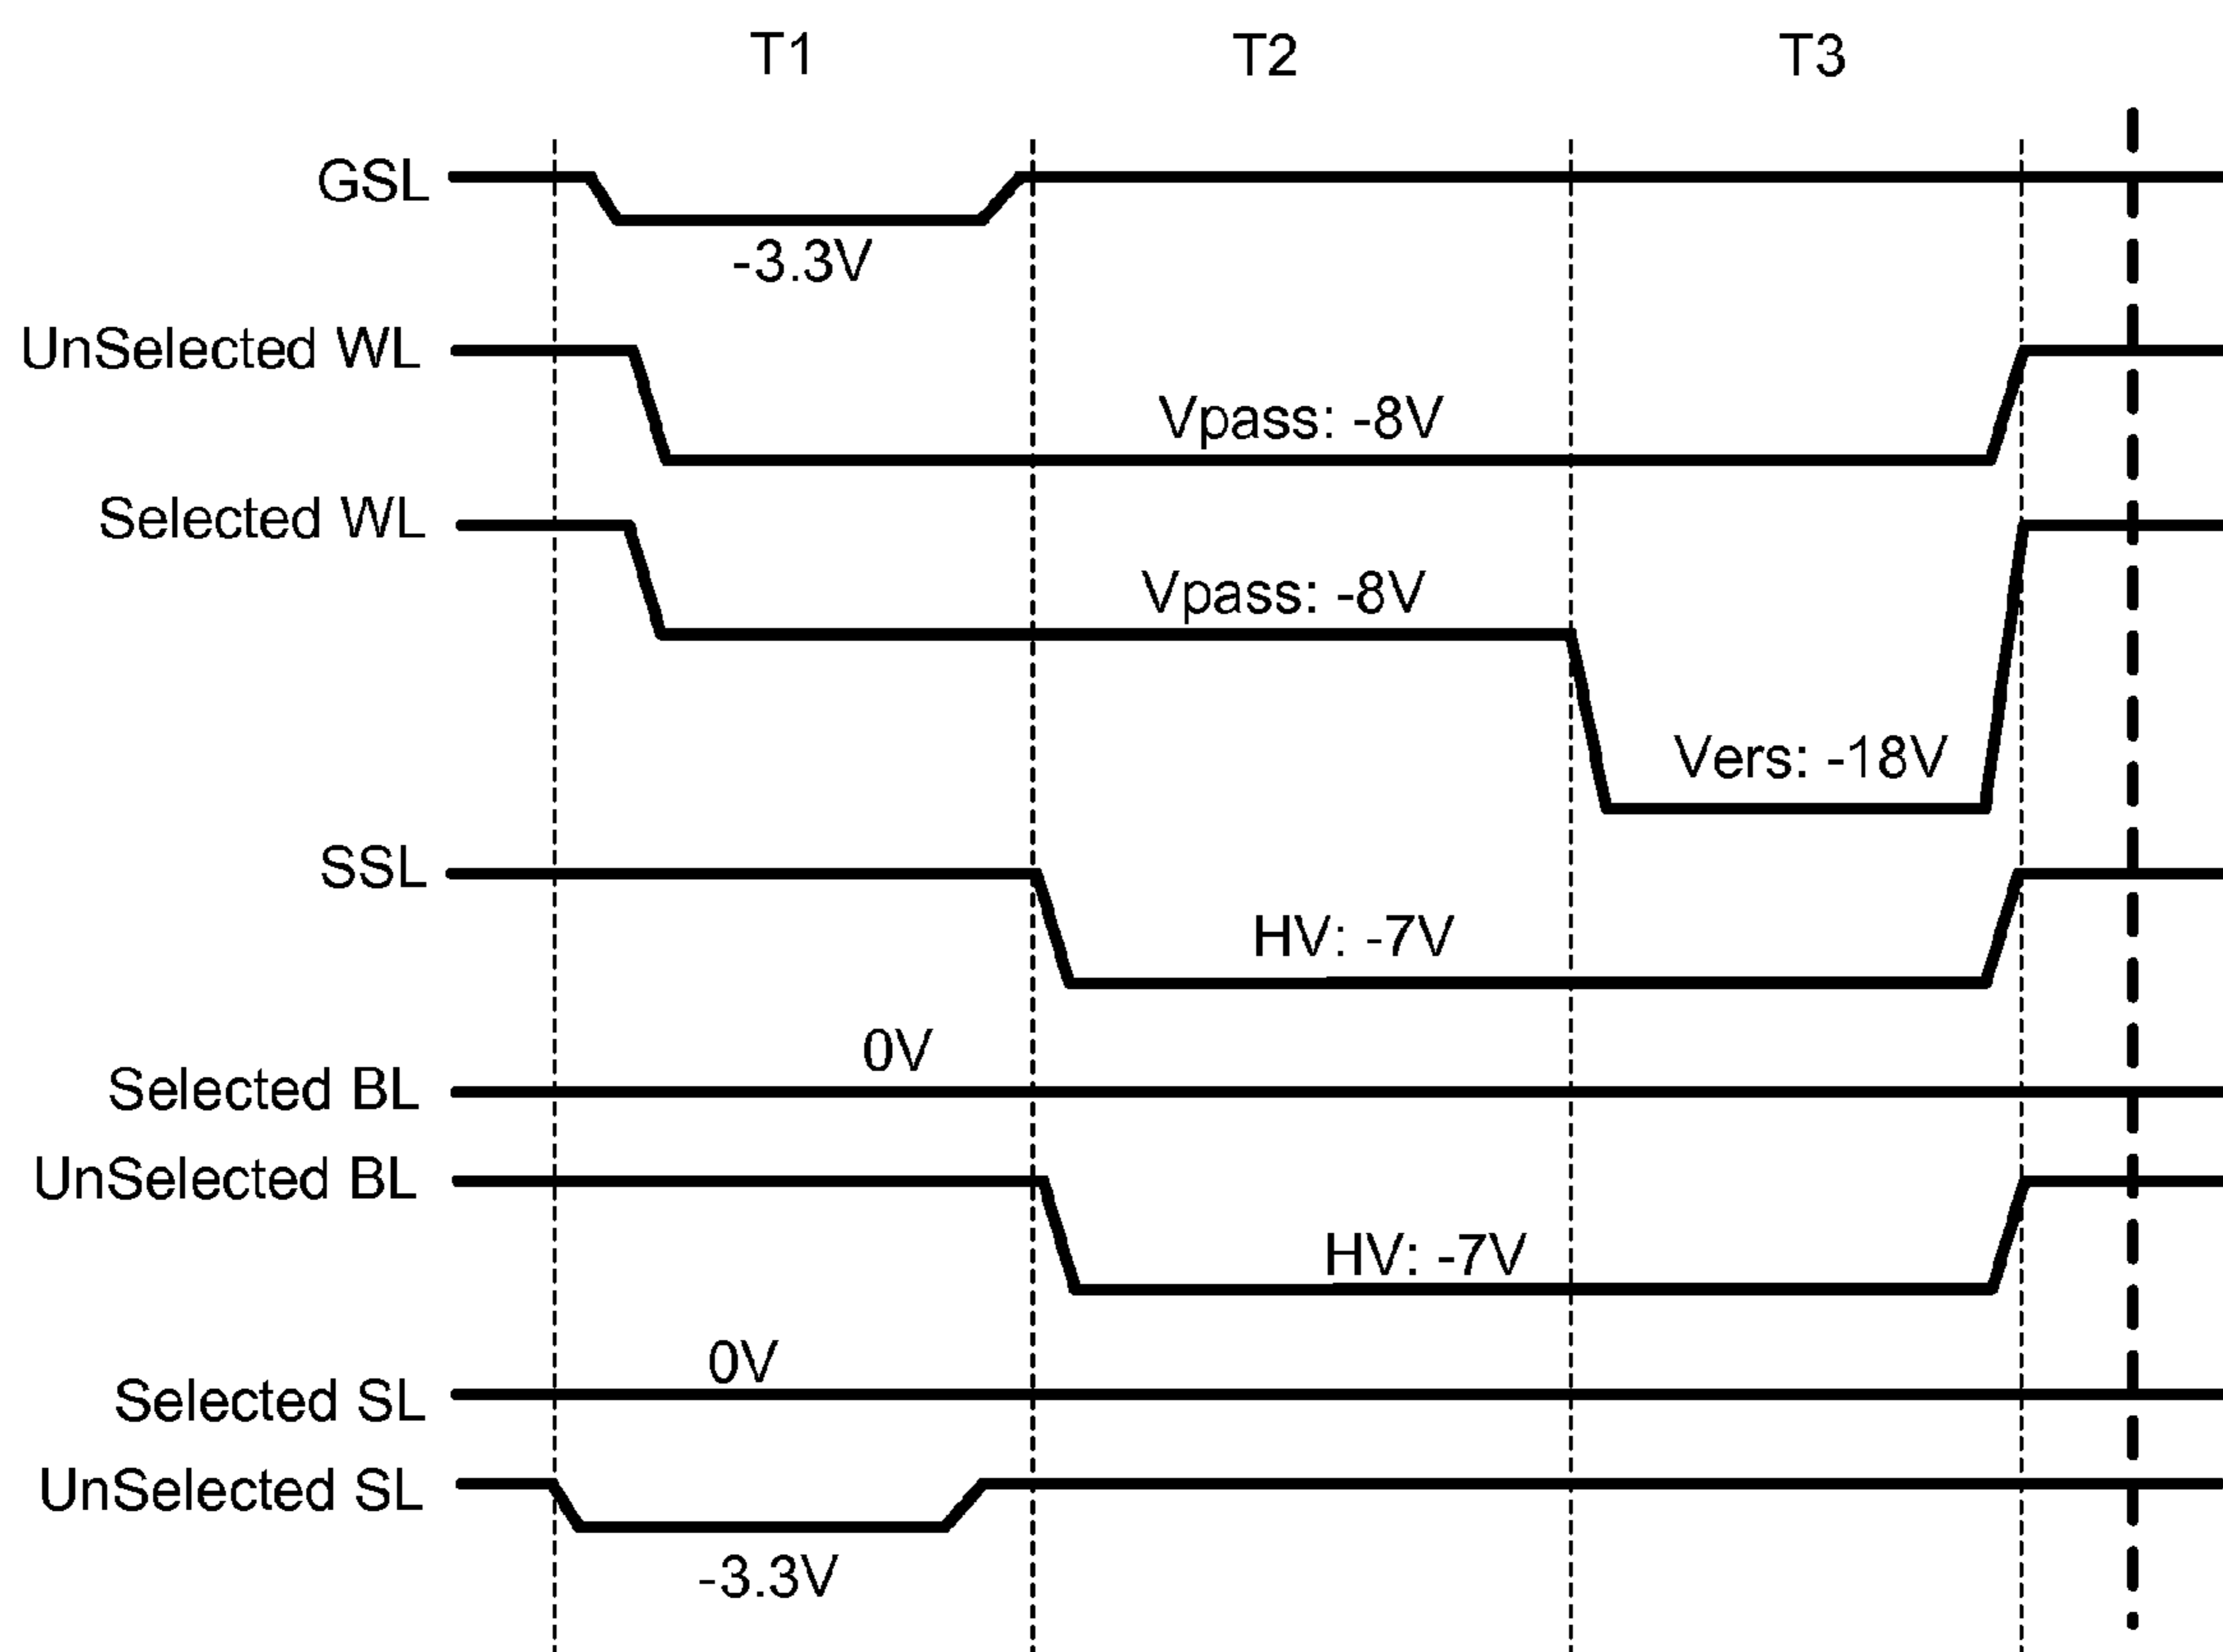 T1 T2 T3
GSL
-3.3V
UnSelected WL
Vpass: -8V
Selected WL
Vpass: -8V
Vers: -18V
SSL
HV: -7V
0V
Selected BL
UnSelected BL
HV: -7V
0V
Selected SL
UnSelected SL
-3.3V